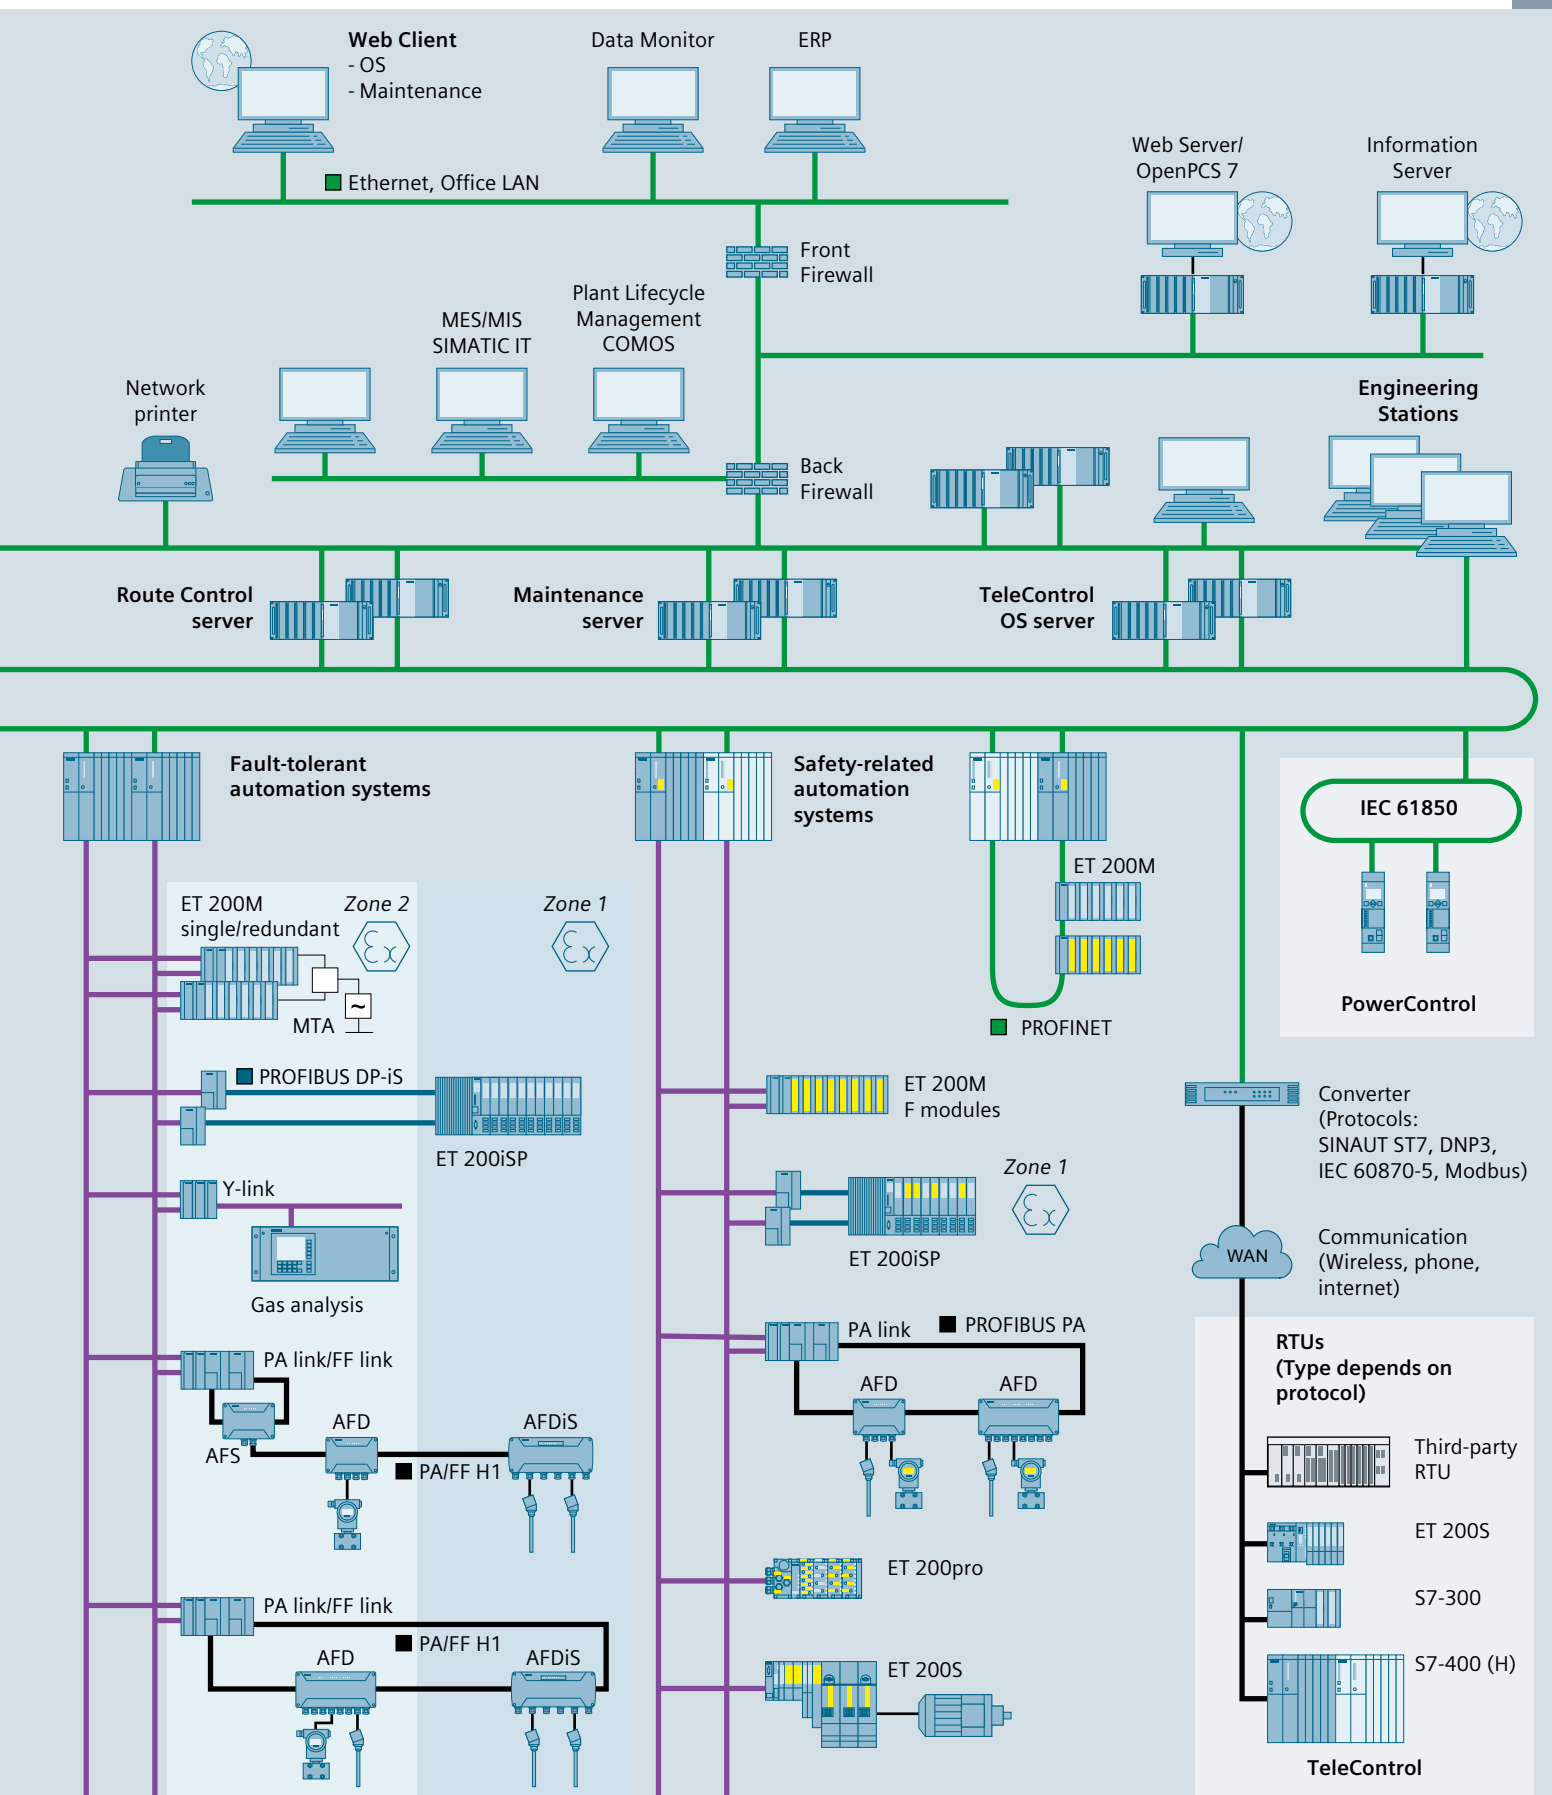 Web Client
- OS
- Maintenance
Data Monitor
ERP
Ethernet, Office LAN
Web Server/
OpenPCS 7
Information
Server
Front
Firewall
Plant Lifecycle
Management
COMOS
MES/MIS
SIMATIC IT
Network
printer
Engineering
Stations
Back
Firewall
Route Control
server
Maintenance
server
TeleControl
OS server
Fault-tolerant
automation systems
Safety-related
automation
systems
IEC 61850
PowerControl
ET 200M
ET 200M
single/redundant
Zone 2
Ex
Zone 1
Ex
MTA
~
PROFINET
PROFIBUS DP-iS
ET 200iSP
ET 200M
F modules
Converter
(Protocols:
SINAUT ST7, DNP3,
IEC 60870-5, Modbus)
Y-link
Gas analysis
Zone 1
Ex
ET 200iSP
WAN
Communication
(Wireless, phone,
internet)
PA link/FF link
AFS
AFD
AFDiS
PA/FF H1
PA link
PROFIBUS PA
AFD
AFD
RTUs
(Type depends on
protocol)
Third-party
RTU
ET 200S
S7-300
S7-400 (H)
TeleControl
PA link/FF link
PA/FF H1
AFD
AFDiS
ET 200pro
ET 200S